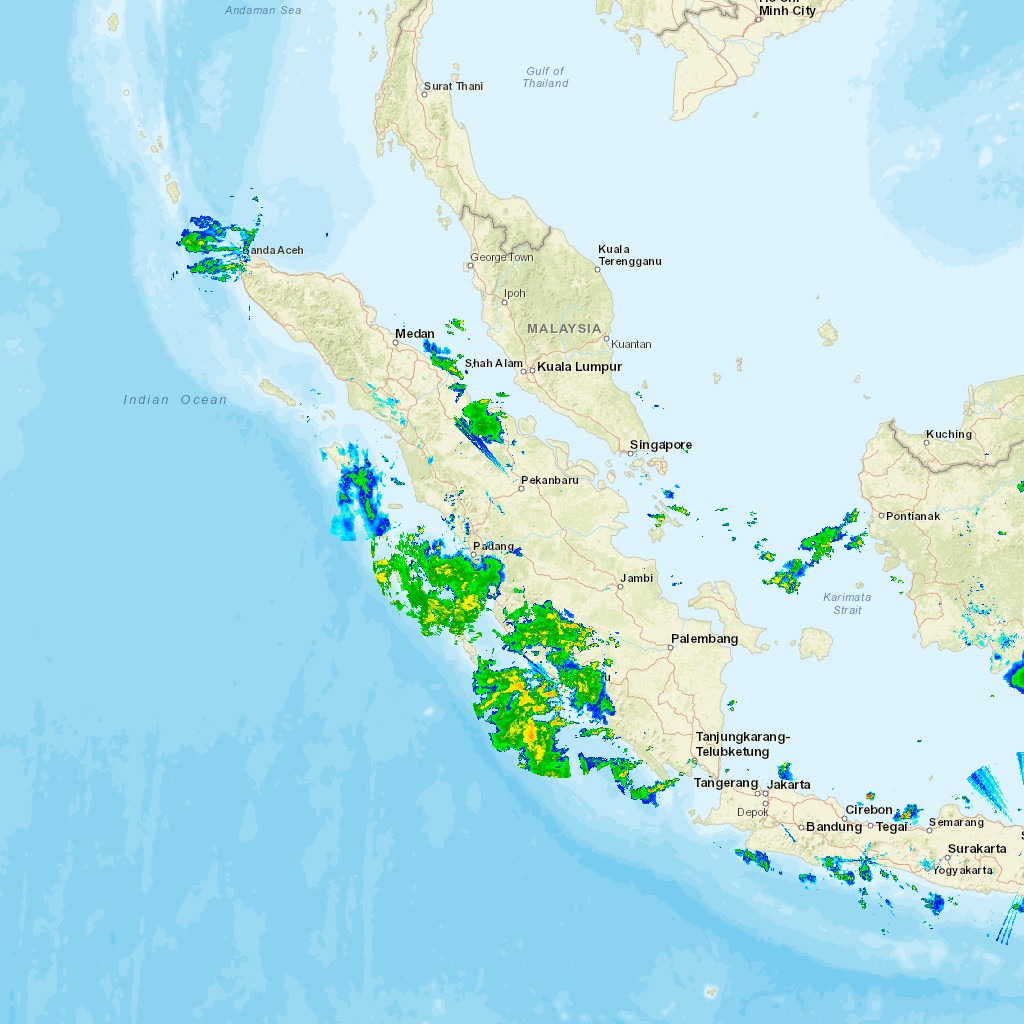 Andaman Sea
Minh City
Gulf of
Thailand
Surat Thani
Kuala
Terengganu
Banda Aceh
George Town
Ipoh
MALAYSIA
Medan
Kuantan
Shah Alam
Kuala Lumpur
Indian Ocean
Singapore
Kuching
Pekanbaru
Pontianak
Padang
Jambi
Karimata
Strait
Palembang
Tanjungkarang-
Telubketung
Tangerang
Jakarta
Depok
Cirebon
Bandung
Tegal
Semarang
Surakarta
Yogyakarta